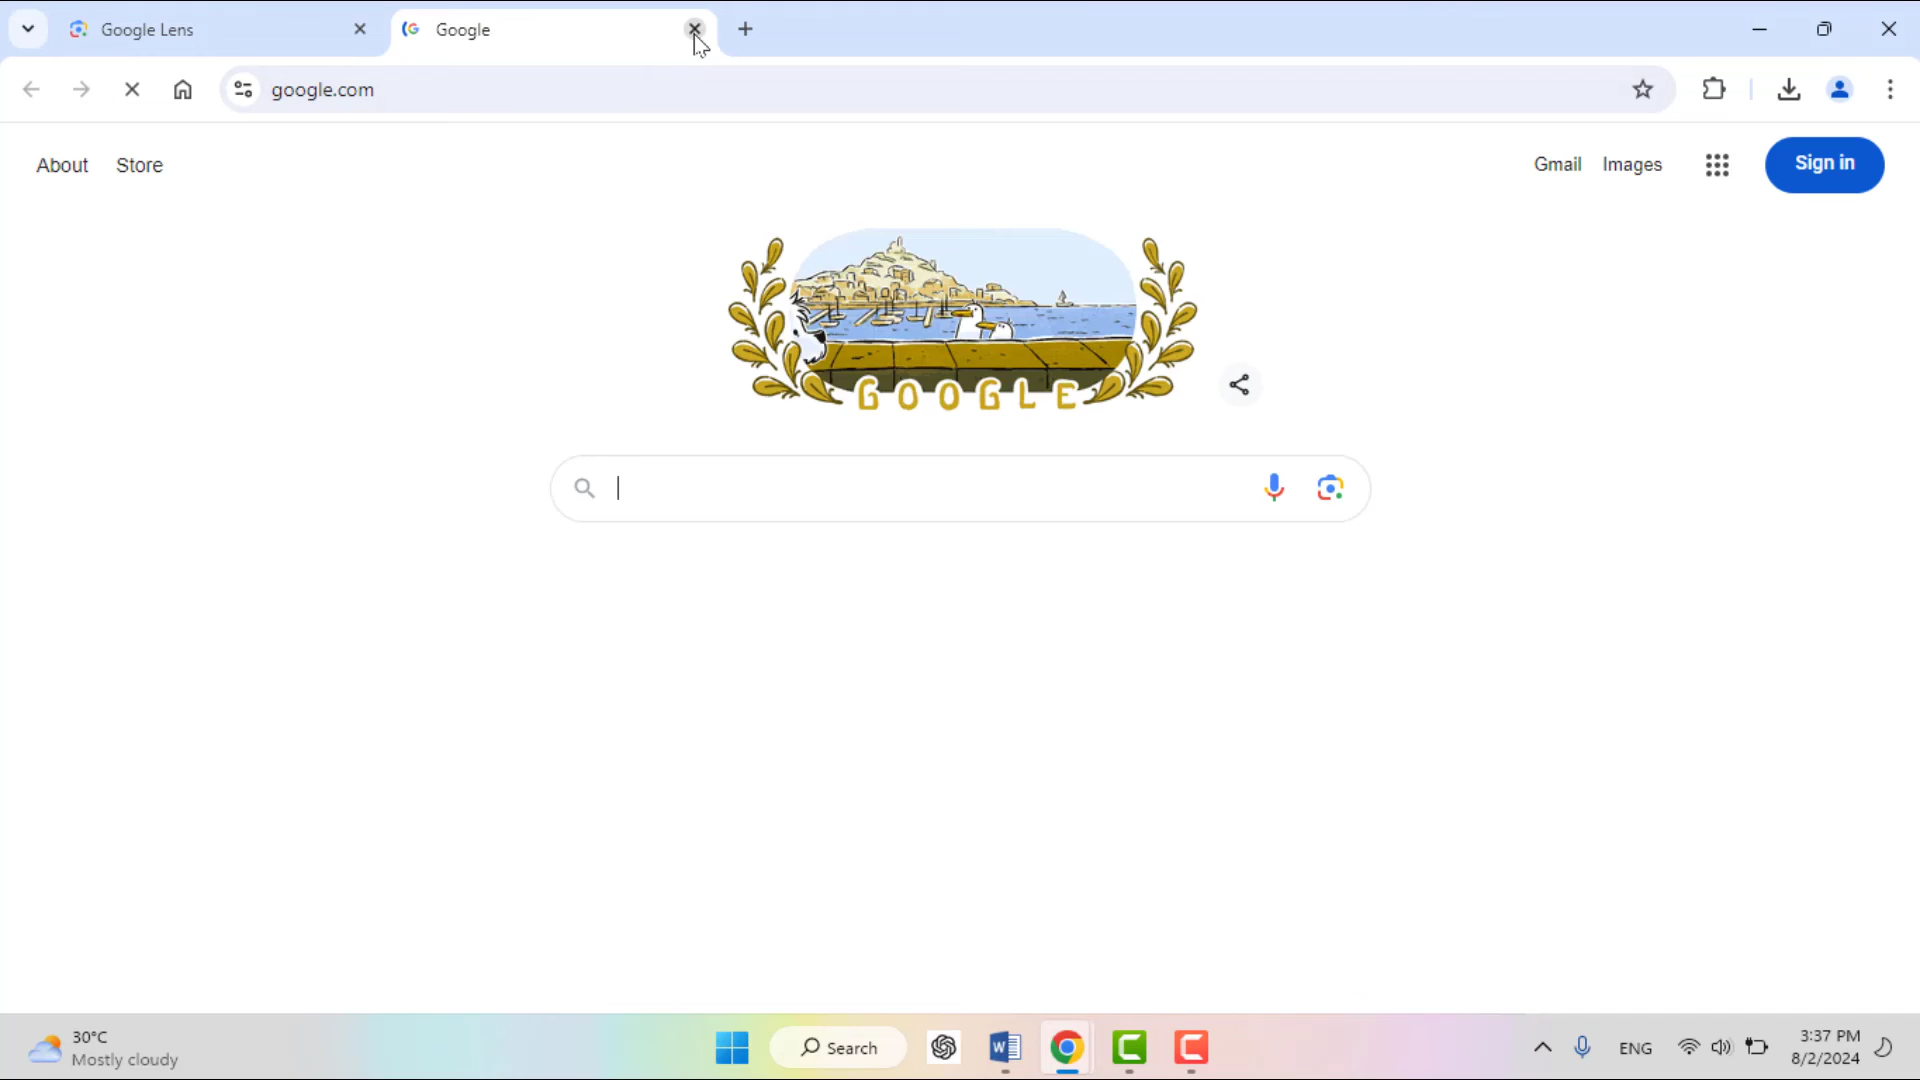 Google Lens
Google
google.com
About Store
Gmail Images
Sign in
GOOGLE
30°C
Mostly cloudy
Search
ENG
3:37 PM
8/2/2024